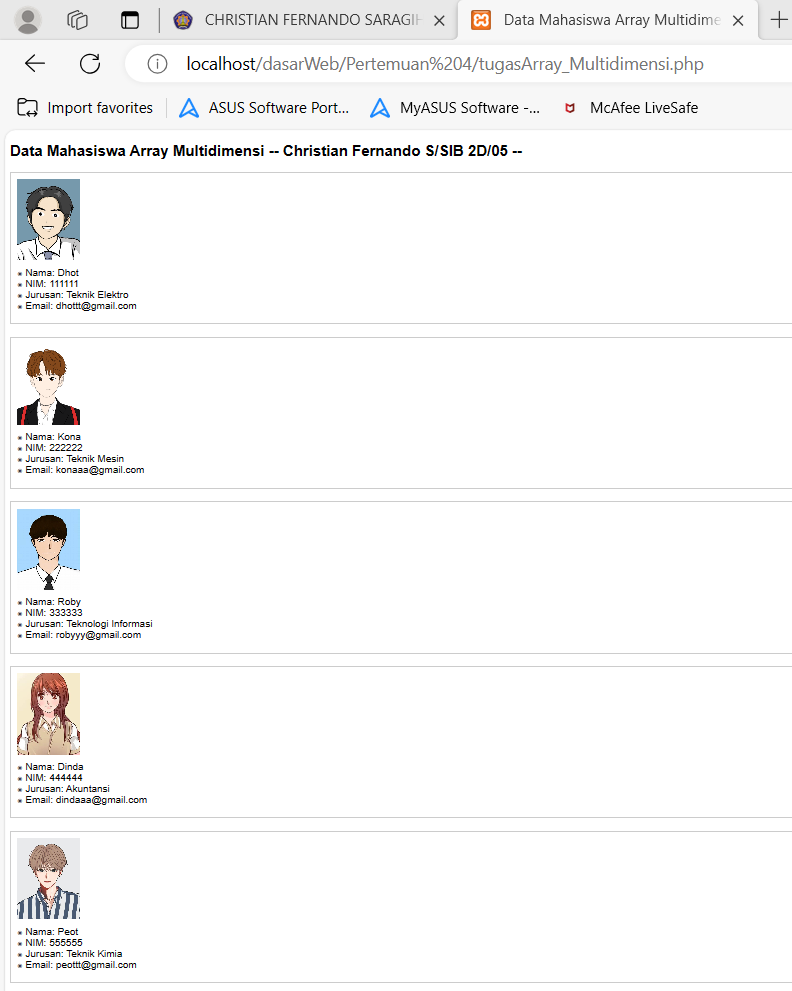 CHRISTIAN FERNANDO SARAGIH
Data Mahasiswa Array Multidime
localhost/dasarWeb/Pertemuan%204/tugasArray_Multidimensi.php
Import favorites
ASUS Software Port...
MyASUS Software -...
McAfee LiveSafe
Data Mahasiswa Array Multidimensi -- Christian Fernando S/SIB 2D/05 --
Nama: Dhot
NIM: 111111
Jurusan: Teknik Elektro
Email: dhottt@gmail.com
Nama: Kona
NIM: 222222
Jurusan: Teknik Mesin
Email: konaaa@gmail.com
Nama: Roby
NIM: 333333
Jurusan: Teknologi Informasi
Email: robyyy@gmail.com
Nama: Dinda
NIM: 444444
Jurusan: Akuntansi
Email: dindaaa@gmail.com
Nama: Peot
NIM: 555555
Jurusan: Teknik Kimia
Email: peottt@gmail.com